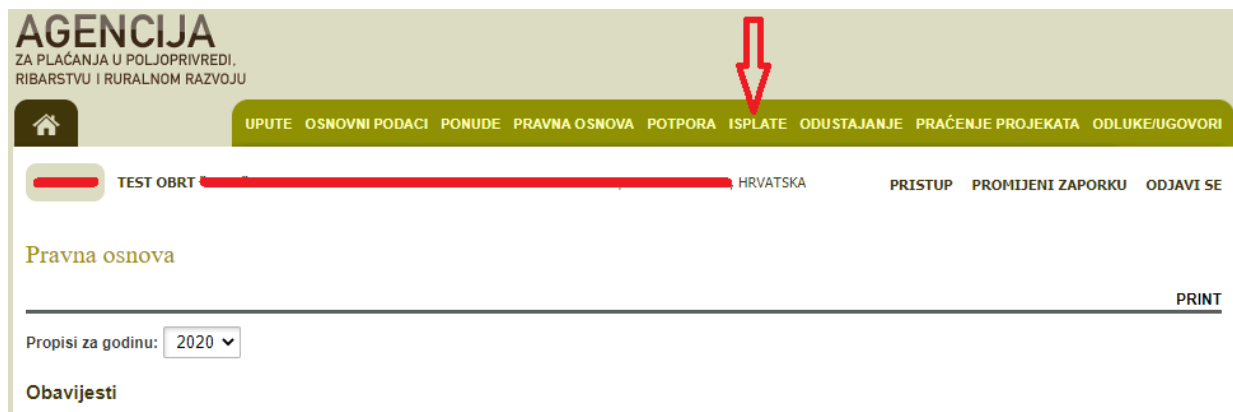 AGENCIJA
ZA PLAĆANJA U POLJOPRIVREDI,
RIBARSTVU I RURALNOM RAZVOJU
UPUTE OSNOVNI PODACI PONUDE PRAVNA OSNOVA POTPORA ISPLATE ODUSTAJANJE PRAĆENJE PROJEKATA ODLUKE/UGOVORI
TEST OBRT , HRVATSKA PRISTUP PROMIJENI ZAPORKU ODJAVI SE
Pravna osnova
PRINT
Propisi za godinu: 2020
Obavijesti